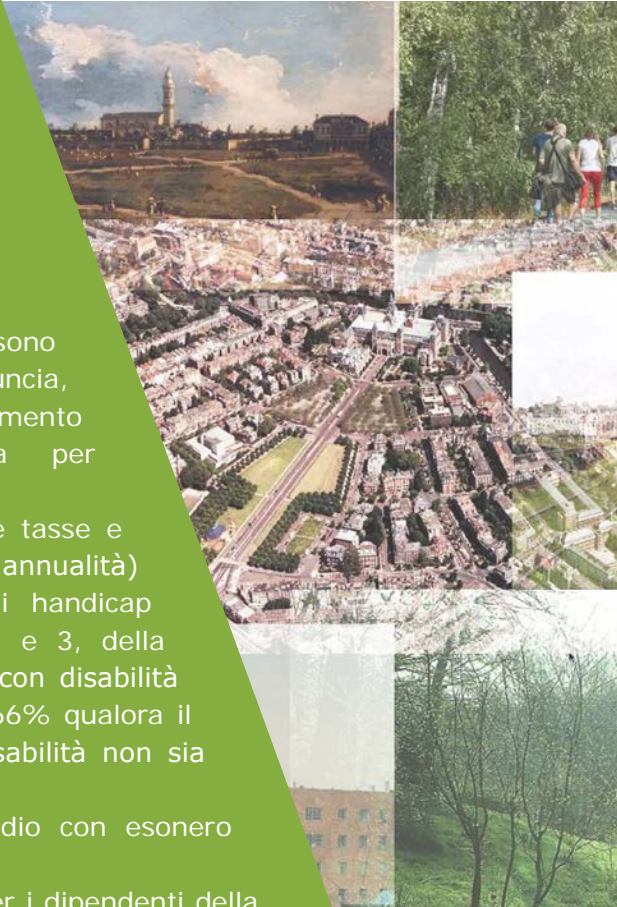 sono
uncia,
mento
a per
e tasse e
annualità)
i handicap
e 3, della
con disabilità
66% qualora il
sabilità non sia
dio con esonero
er i dipendenti della